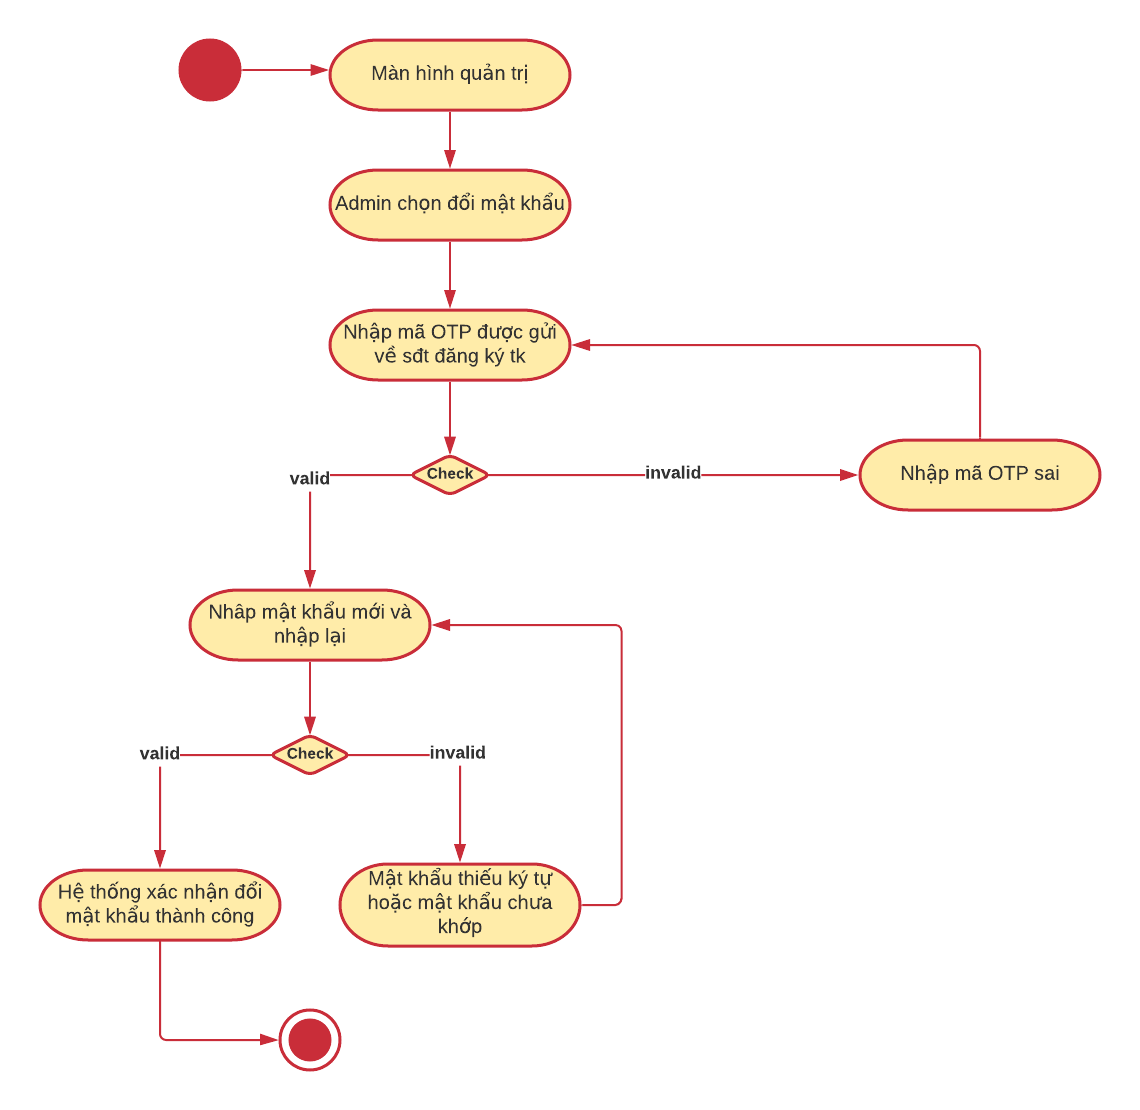 Màn hình quản trị
Admin chọn đổi mật khẩu
Nhập mã OTP được gửi
về sđt đăng ký tk
Check
valid
invalid
Nhập mã OTP sai
Nhâp mật khẩu mới và
nhập lại
Check
valid
invalid
Hệ thống xác nhận đổi
mật khẩu thành công
Mật khẩu thiếu ký tự
hoặc mật khẩu chưa
khớp